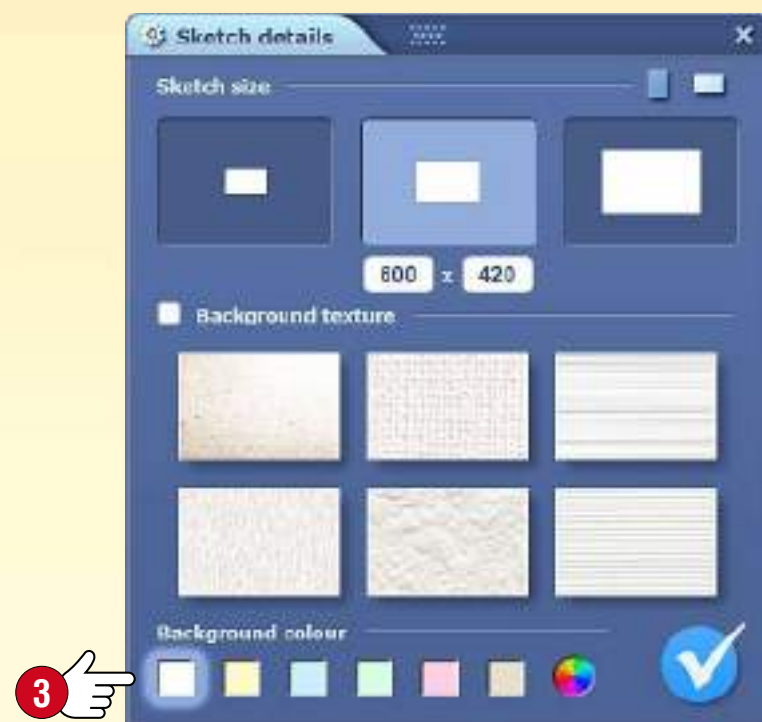 Sketch details
Sketch size
600 x 420
Background texture
Background colour
3